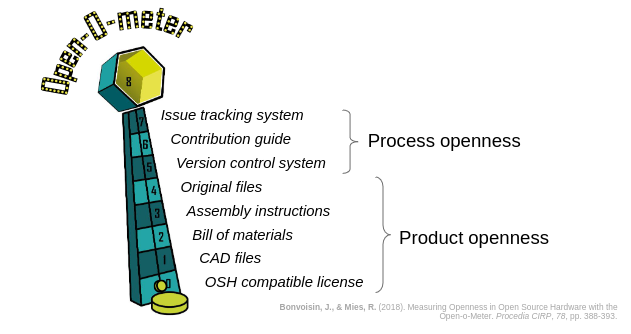 Open-O-meter
8
7 Issue tracking system
6 Contribution guide
5 Version control system
Process openness
4 Original files
3 Assembly instructions
2 Bill of materials
1 CAD files
0 OSH compatible license
Product openness
Bonvoisin, J., & Mies, R. (2018). Measuring Openness in Open Source Hardware with the
Open-o-Meter. Procedia CIRP, 78, pp. 388-393.